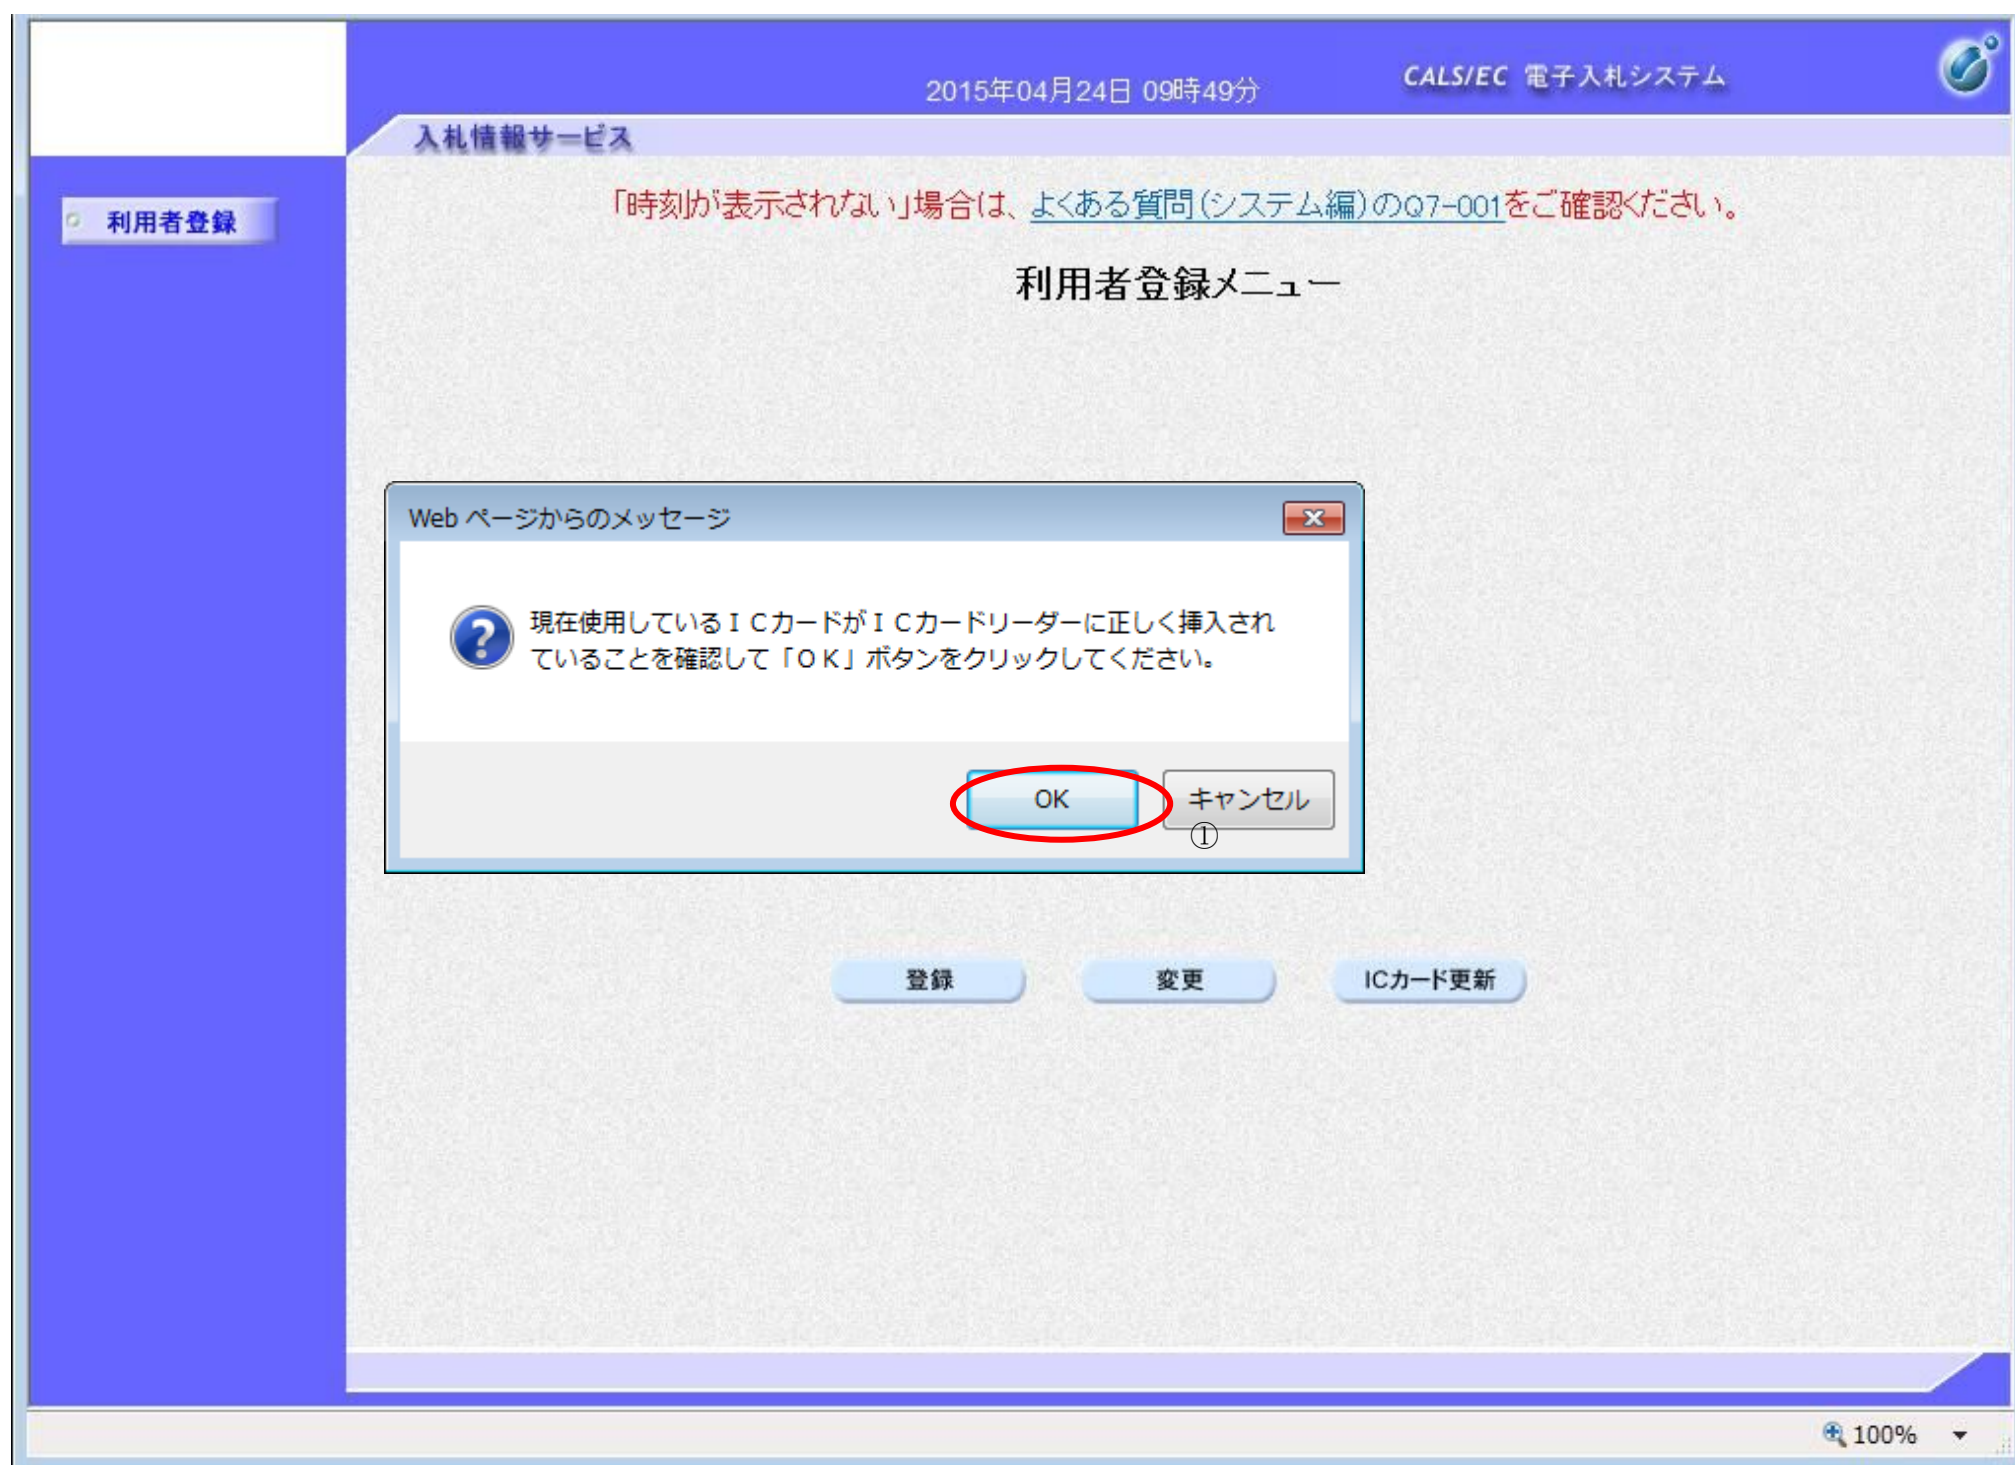 2015年04月24日 09時49分
CALS/EC 電子入札システム
入札情報サービス
利用者登録
「時刻が表示されない」場合は、よくある質問(システム編)のQ7-001をご確認ください。
利用者登録メニュー
Web ページからのメッセージ
現在使用しているＩＣカードがＩＣカードリーダーに正しく挿入され
ていることを確認して「ＯＫ」ボタンをクリックしてください。
OK
キャンセル
①
登録
変更
ICカード更新
100%